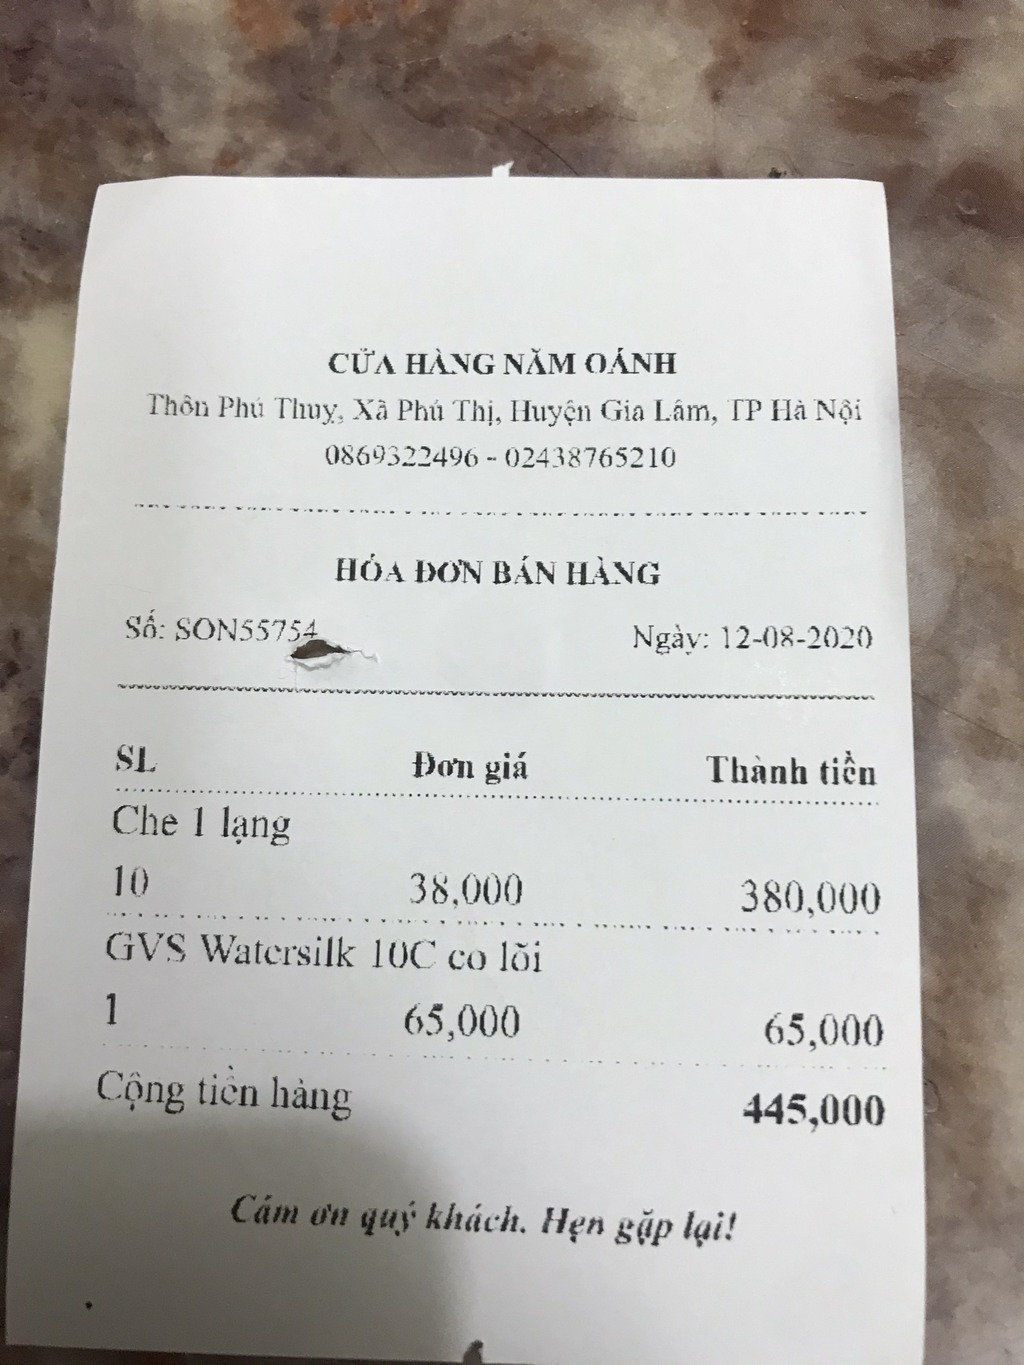 CỬA HÀNG NĂM OÁNH
Thôn Phú Thuỵ, Xã Phú Thị, Huyện Gia Lâm, TP Hà Nội
0869322496 - 02438765210
HÓA ĐƠN BÁN HÀNG
Số: SON55754 Ngày: 12-08-2020
SL Đơn giá Thành tiền
Che 1 lạng
10 38,000 380,000
GVS Watersilk 10C co lõi
1 65,000 65,000
Cộng tiền hàng 445,000
Cám ơn quý khách. Hẹn gặp lại!